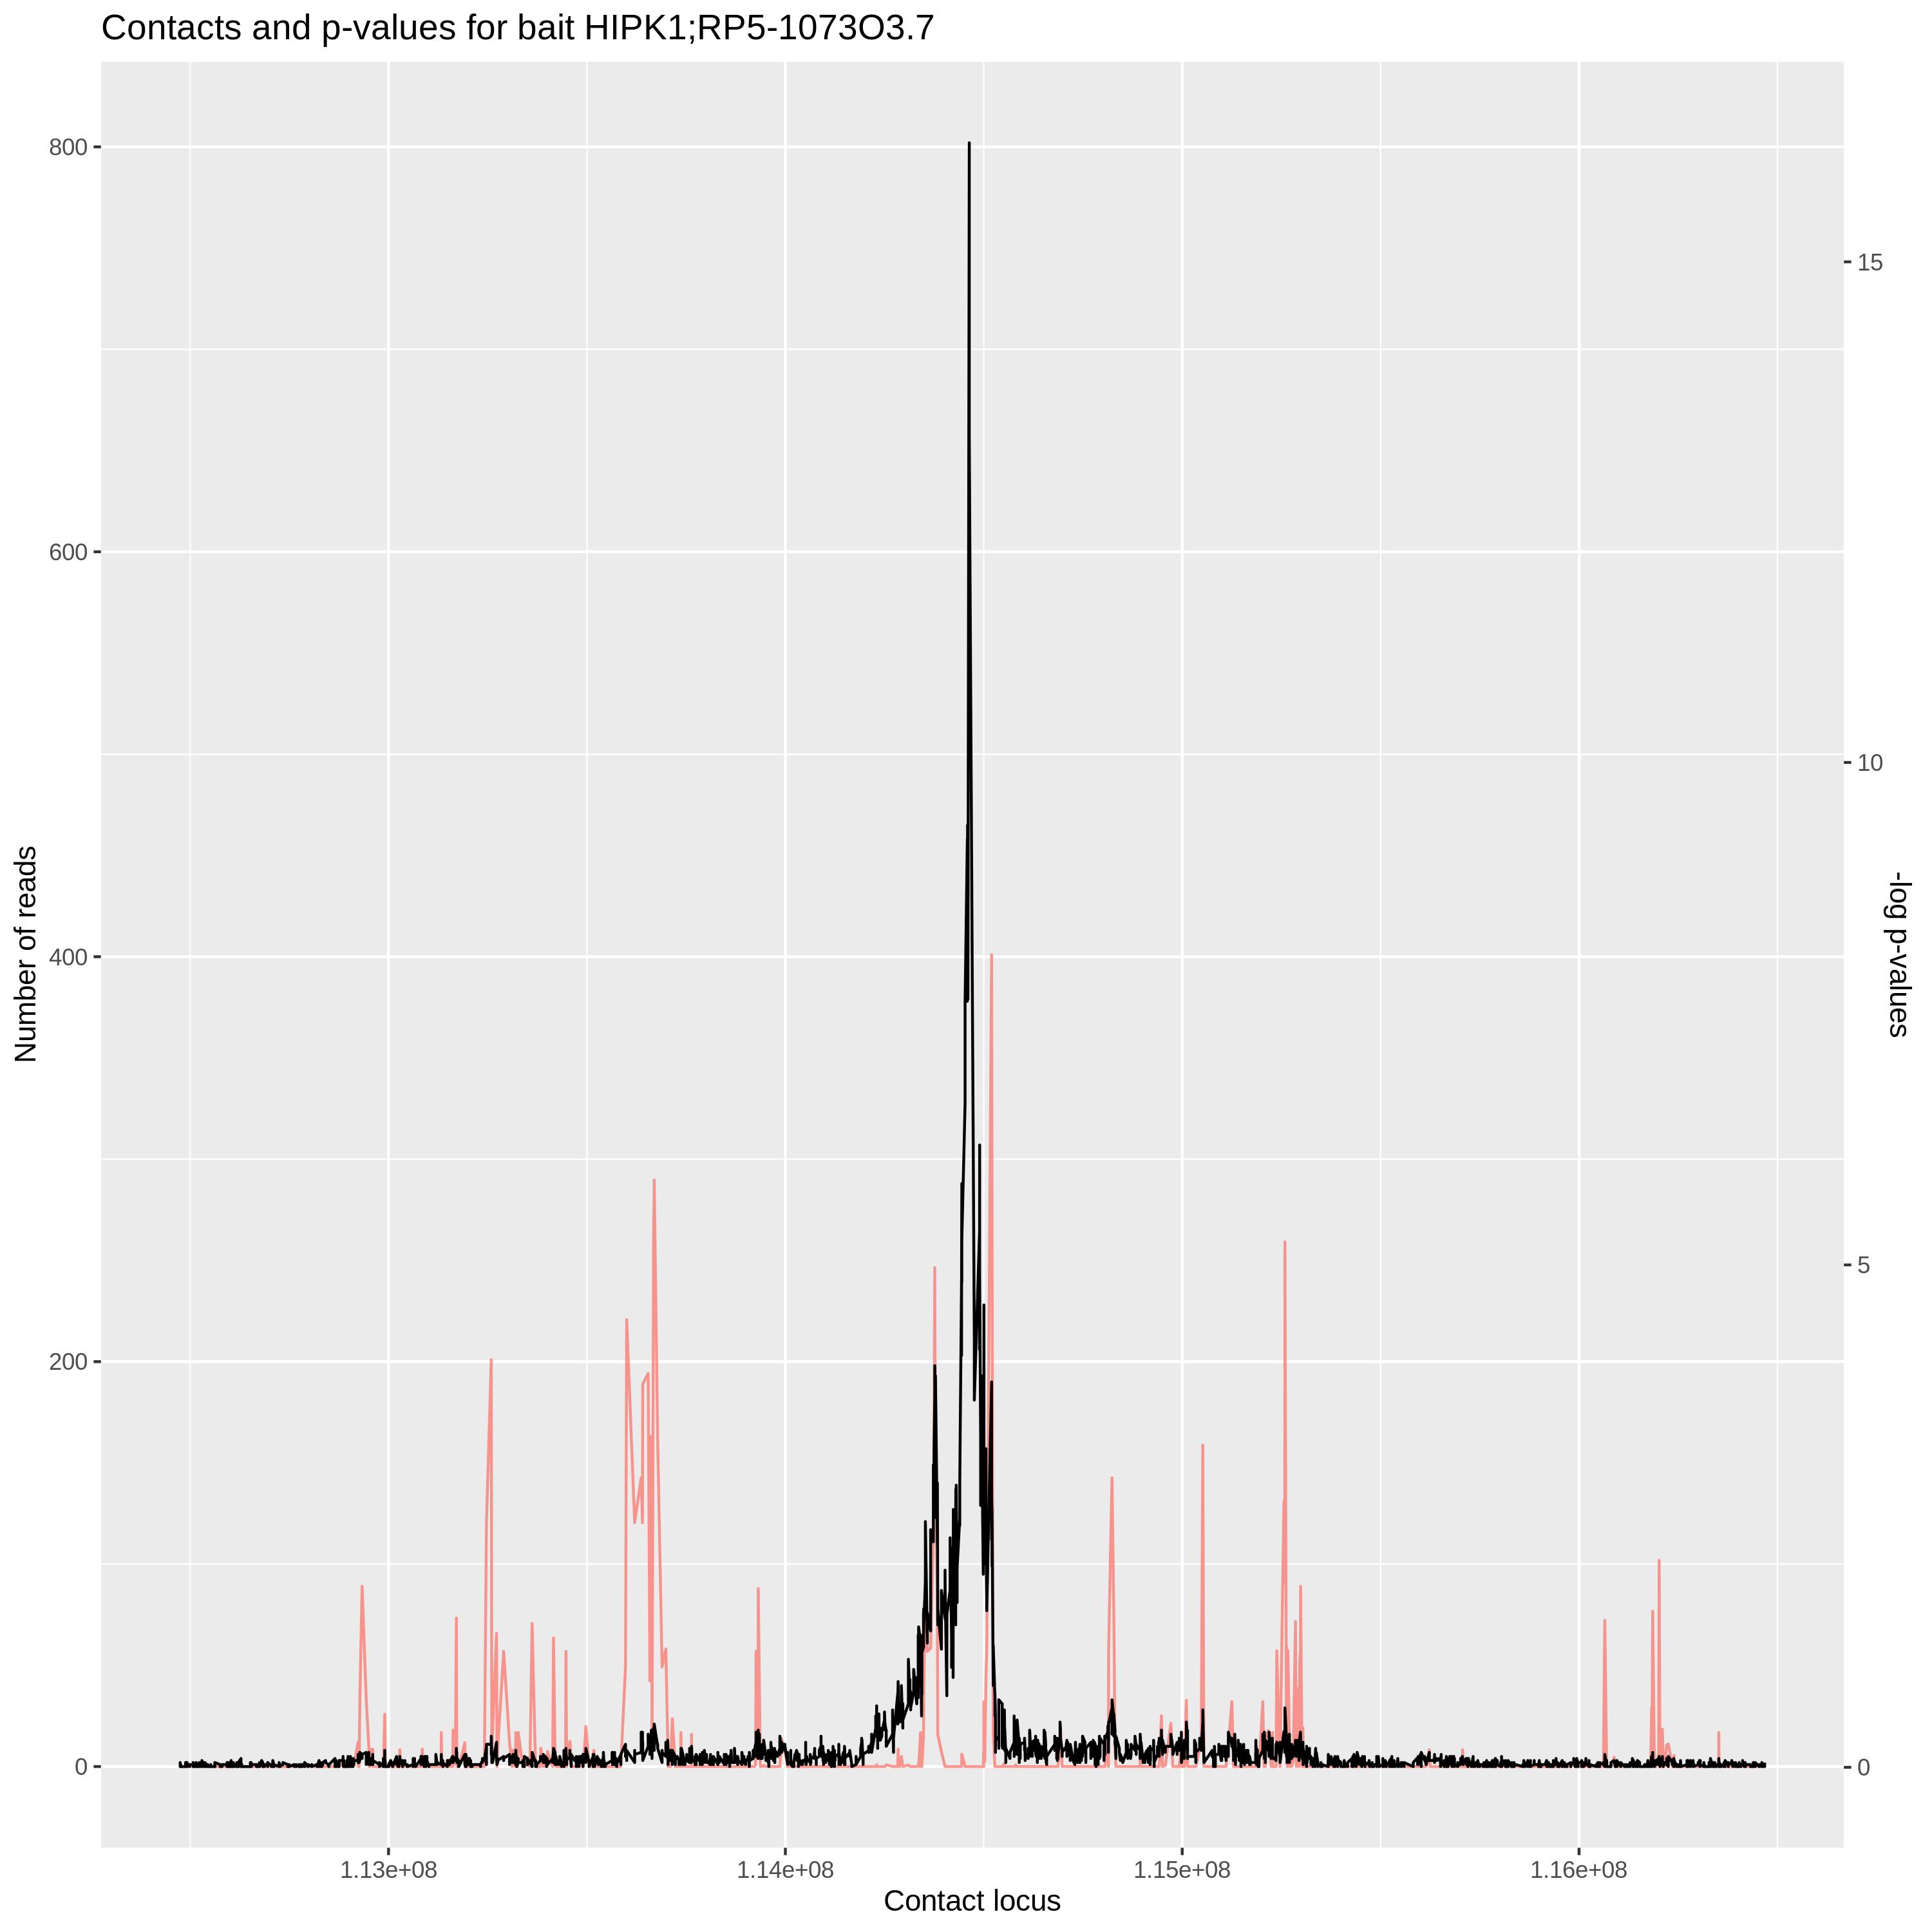 Contacts and p-values for bait HIPK1;RP5-1073O3.7
800
600
400
200
0
Number of reads
15
10
5
0
-log p-values
1.13e+08
1.14e+08
1.15e+08
1.16e+08
Contact locus